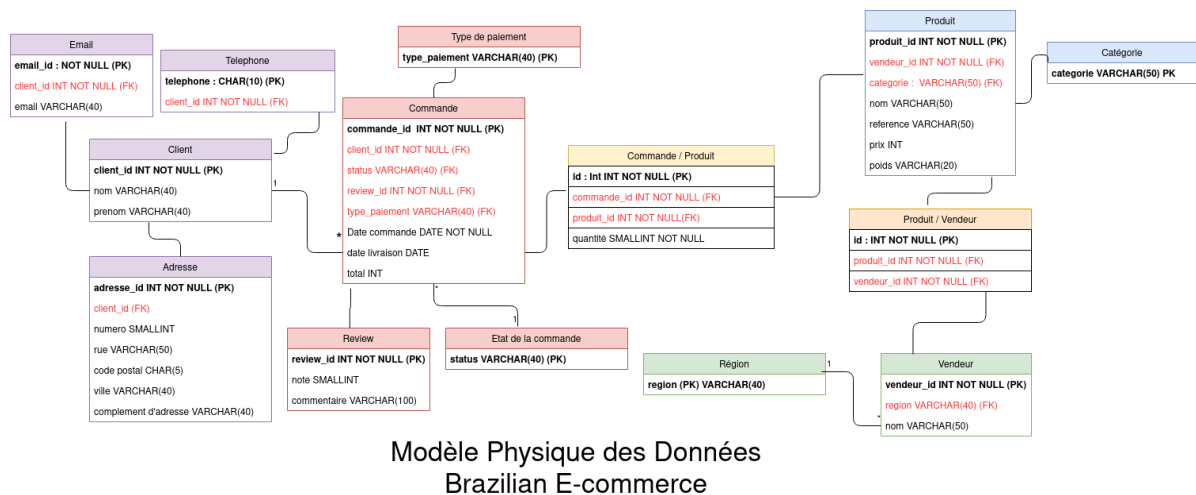 Email
email_id : NOT NULL (PK)
client_id INT NOT NULL (FK)
email VARCHAR(40)
Telephone
telephone : CHAR(10) (PK)
client_id INT NOT NULL (FK)
Type de paiement
type_paiement VARCHAR(40) (PK)
Produit
produit_id INT NOT NULL (PK)
vendeur_id INT NOT NULL (FK)
categorie : VARCHAR(50) (FK)
nom VARCHAR(50)
reference VARCHAR(50)
prix INT
poids VARCHAR(20)
Catégorie
categorie VARCHAR(50) PK
Client
client_id INT NOT NULL (PK)
nom VARCHAR(40)
prenom VARCHAR(40)
1
*
Commande
commande_id INT NOT NULL (PK)
client_id INT NOT NULL (FK)
status VARCHAR(40) (FK)
review_id INT NOT NULL (FK)
type_paiement VARCHAR(40) (FK)
Date commande DATE NOT NULL
date livraison DATE
total INT
Commande / Produit
id : Int INT NOT NULL (PK)
commande_id INT NOT NULL (FK)
produit_id INT NOT NULL(FK)
quantité SMALLINT NOT NULL
Produit / Vendeur
id : INT NOT NULL (PK)
produit_id INT NOT NULL (FK)
vendeur_id INT NOT NULL (FK)
Adresse
adresse_id INT NOT NULL (PK)
client_id (FK)
numero SMALLINT
rue VARCHAR(50)
code postal CHAR(5)
ville VARCHAR(40)
complement d'adresse VARCHAR(40)
*
1
Review
review_id INT NOT NULL (PK)
note SMALLINT
commentaire VARCHAR(100)
Etat de la commande
status VARCHAR(40) (PK)
Région
region (PK) VARCHAR(40)
1
*
Vendeur
vendeur_id INT NOT NULL (PK)
region VARCHAR(40) (FK)
nom VARCHAR(50)
Modèle Physique des Données
Brazilian E-commerce